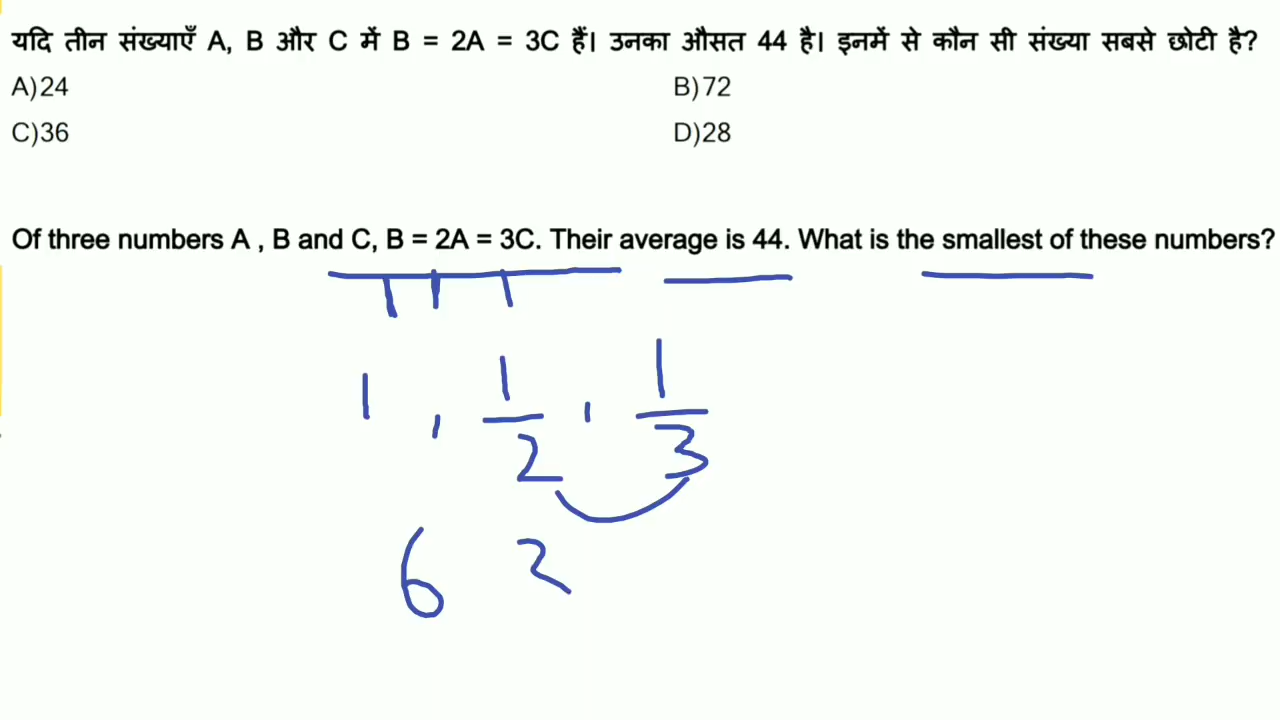 यदि तीन संख्याएँ A, B और C में B = 2A = 3C हैं। उनका औसत 44 है। इनमें से कौन सी संख्या सबसे छोटी है?
A)24 B)72
C)36 D)28
Of three numbers A , B and C, B = 2A = 3C. Their average is 44. What is the smallest of these numbers?
1 , 1/2 , 1/3
6